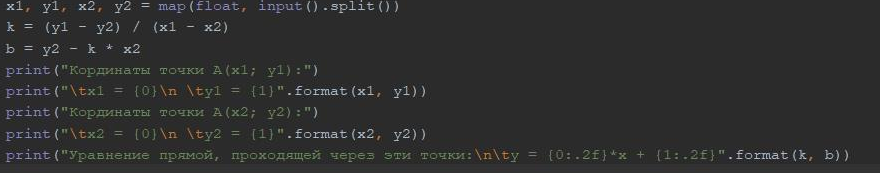 x1, y1, x2, y2 = map(float, input().split())
k = (y1 - y2) / (x1 - x2)
b = y2 - k * x2
print("Кординаты точки A(x1; y1):")
print("\tx1 = {0}\n \ty1 = {1}".format(x1, y1))
print("Кординаты точки A(x2; y2):")
print("\tx2 = {0}\n \ty2 = {1}".format(x2, y2))
print("Уравнение прямой, проходящей через эти точки:\n\ty = {0:.2f}*x + {1:.2f}".format(k, b))